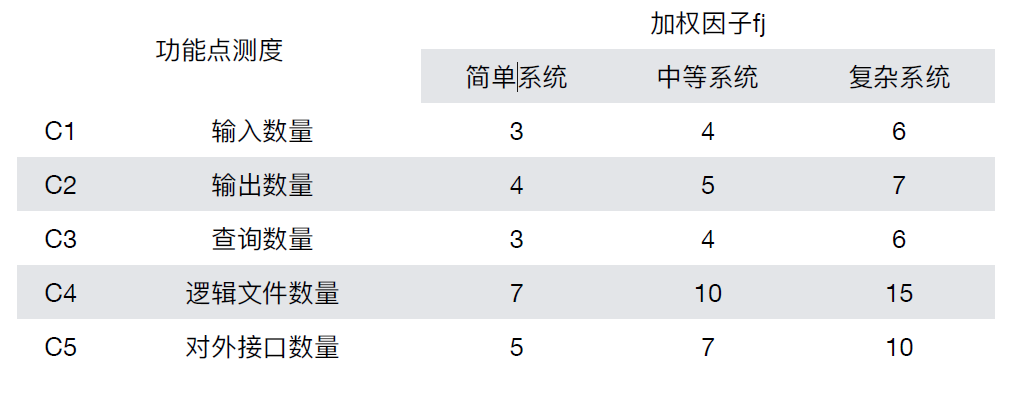 功能点测度
加权因子fj
简单系统 中等系统 复杂系统
C1 输入数量 3 4 6
C2 输出数量 4 5 7
C3 查询数量 3 4 6
C4 逻辑文件数量 7 10 15
C5 对外接口数量 5 7 10